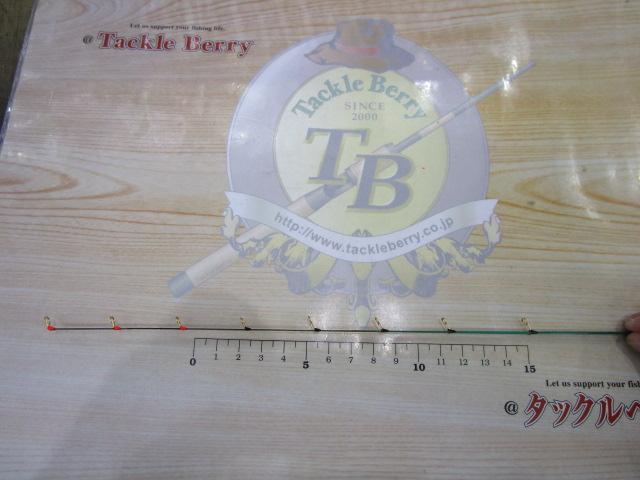 Let us support your fishing life.
@ Tackle Berry
Tackle Berry
SINCE
2000
TB
http://www.tackleberry.co.jp
0 1 2 3 4 5 6 7 8 9 10 11 12 13 14 15
Let us support your fish
@ タックルベ